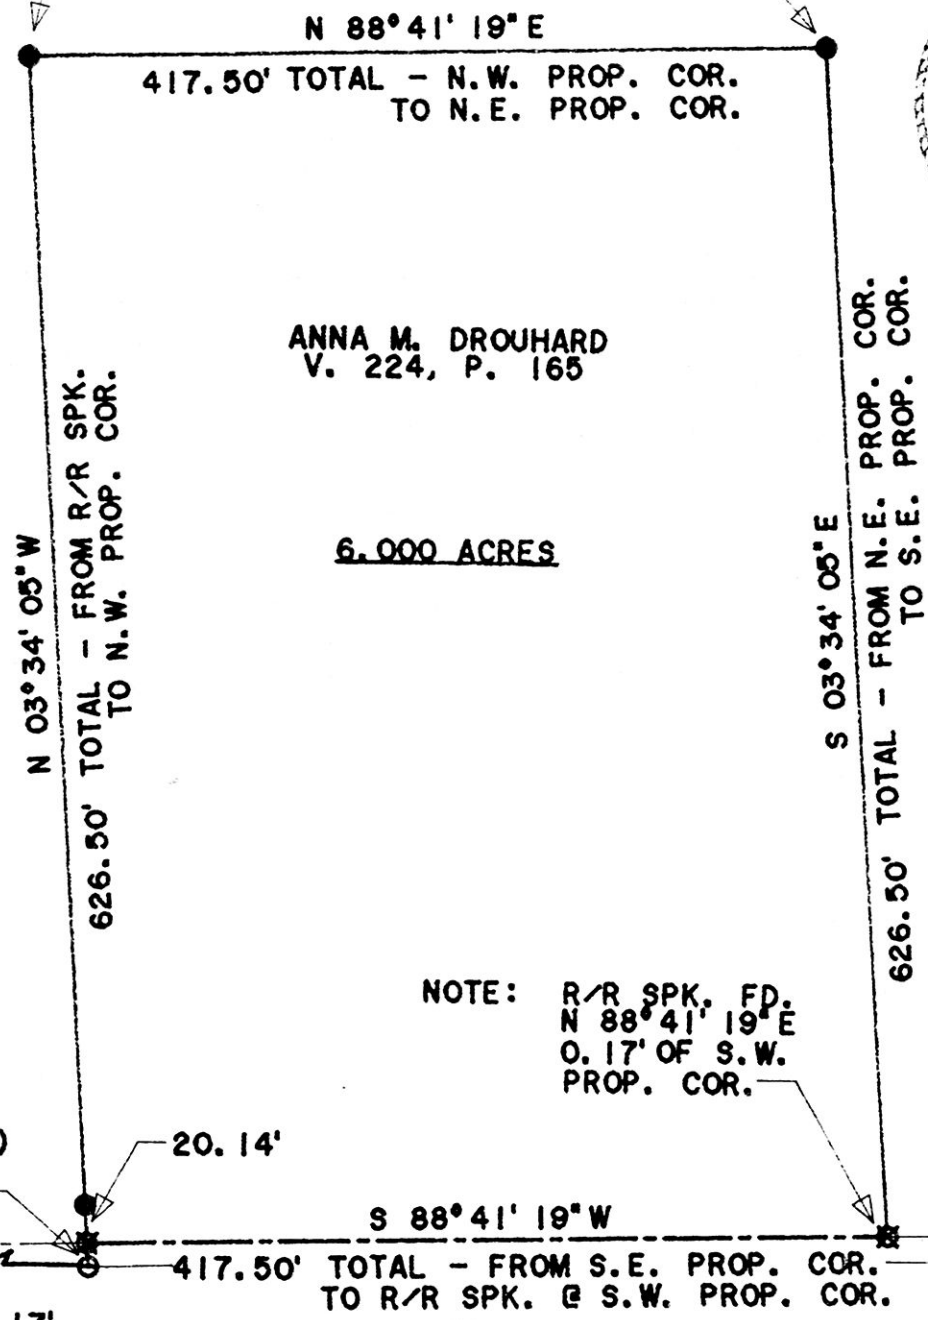 N 88° 41' 19" E
417.50' TOTAL - N.W. PROP. COR.
TO N.E. PROP. COR.
ANNA M. DROUHARD
V. 224, P. 165
6.000 ACRES
N 03° 34' 05" W
626.50' TOTAL - FROM R/R SPK.
TO N.W. PROP. COR.
S 03° 34' 05" E
626.50' TOTAL - FROM N.E. PROP. COR.
TO S.E. PROP. COR.
NOTE: R/R SPK. FD.
N 88° 41' 19" E
0.17' OF S.W.
PROP. COR.
20.14'
S 88° 41' 19" W
417.50' TOTAL - FROM S.E. PROP. COR.
TO R/R SPK. @ S.W. PROP. COR.